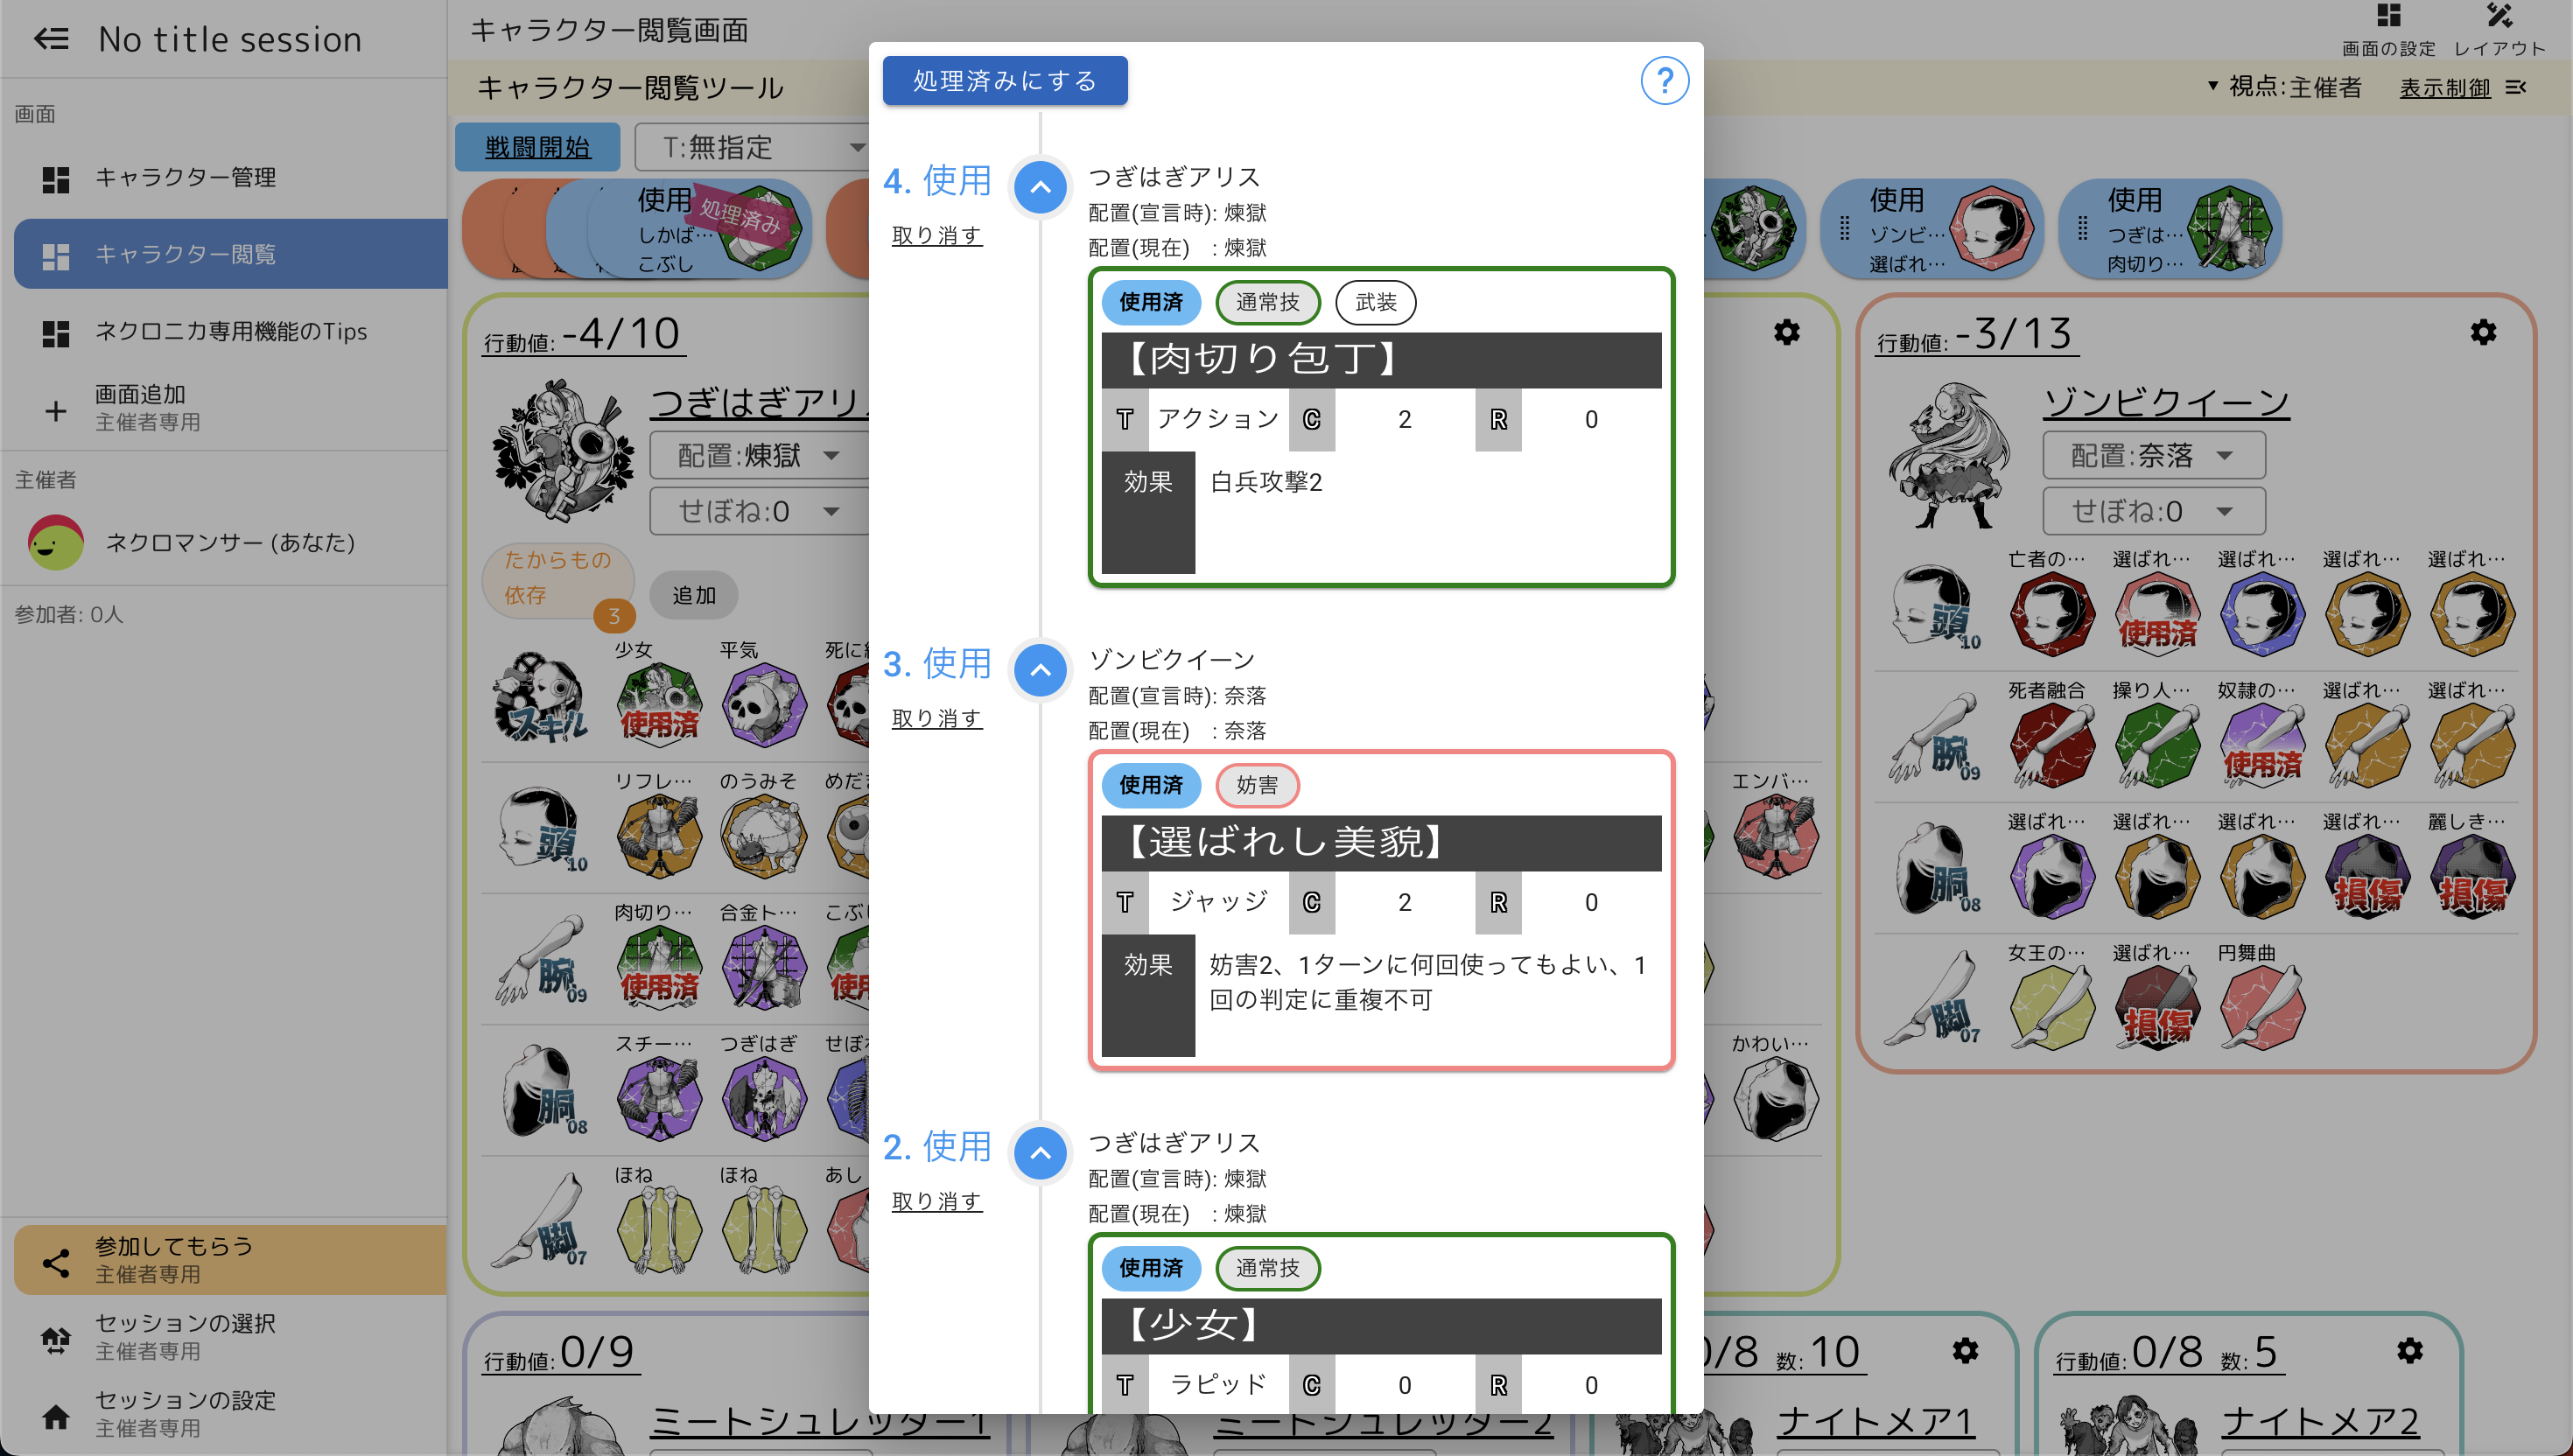 No title session
画面
キャラクター管理
キャラクター閲覧
ネクロニカ専用機能のTips
画面追加
主催者専用
主催者
ネクロマンサー (あなた)
参加者: 0人
参加してもらう
主催者専用
セッションの選択
主催者専用
セッションの設定
主催者専用
キャラクター閲覧画面
画面の設定
レイアウト
キャラクター閲覧ツール
視点:主催者
表示制御
戦闘開始
T:無指定
使用
処理済み
しかば…
こぶし
使用
ゾンビ…
選ばれ…
使用
つぎは…
肉切り…
行動値: -4/10
つぎはぎアリ
配置:煉獄
せぼね:0
たからもの
依存
3
追加
スキル
少女
使用済
平気
頭
10
リフレ…
のうみそ
腕
09
肉切り…
使用済
合金ト…
胴
08
スチー…
つぎはぎ
脚
07
ほね
ほね
あし
エンバ…
かわい…
処理済みにする
?
4. 使用
取り消す
つぎはぎアリス
配置(宣言時): 煉獄
配置(現在) : 煉獄
使用済
通常技
武装
【肉切り包丁】
T アクション C 2 R 0
効果 白兵攻撃2
3. 使用
取り消す
ゾンビクイーン
配置(宣言時): 奈落
配置(現在) : 奈落
使用済
妨害
【選ばれし美貌】
T ジャッジ C 2 R 0
効果 妨害2、1ターンに何回使ってもよい、1
回の判定に重複不可
2. 使用
取り消す
つぎはぎアリス
配置(宣言時): 煉獄
配置(現在) : 煉獄
使用済
通常技
【少女】
T ラピッド C 0 R 0
行動値: -3/13
ゾンビクイーン
配置:奈落
せぼね:0
頭
10
亡者の…
選ばれ…
使用済
選ばれ…
選ばれ…
選ばれ…
腕
09
死者融合
操り人…
奴隷の…
使用済
選ばれ…
選ばれ…
胴
08
選ばれ…
選ばれ…
選ばれ…
選ばれ…
損傷
麗しき…
損傷
脚
07
女王の…
選ばれ…
損傷
円舞曲
行動値: 0/9
ミートシュレッダー1
ミートシュレッダー2
0/8 数: 10
ナイトメア1
行動値: 0/8 数: 5
ナイトメア2